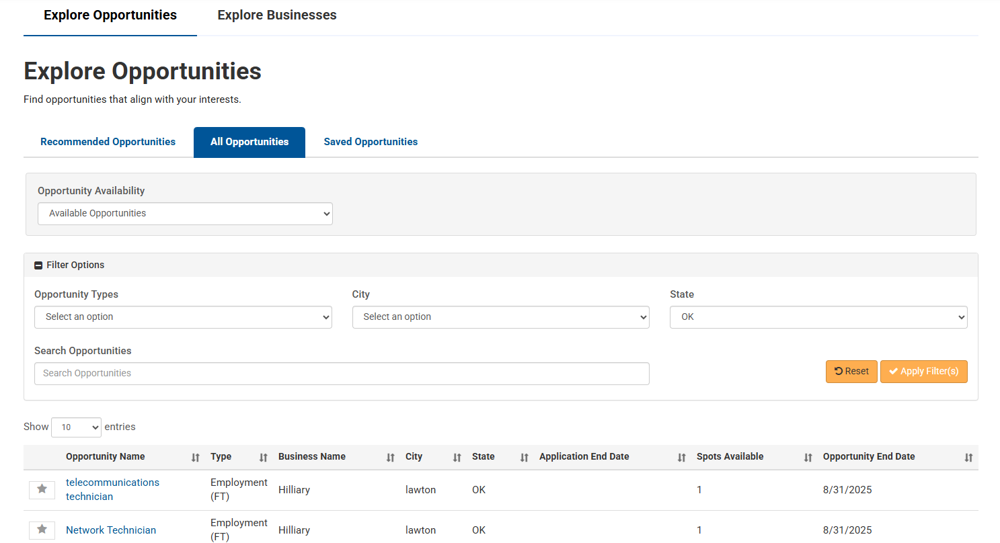 Explore Opportunities Explore Businesses
Explore Opportunities
Find opportunities that align with your interests.
Recommended Opportunities All Opportunities Saved Opportunities
Opportunity Availability
Available Opportunities
Filter Options
Opportunity Types City State
Select an option Select an option OK
Search Opportunities
Search Opportunities
Reset Apply Filter(s)
Show 10 entries
Opportunity Name Type Business Name City State Application End Date Spots Available Opportunity End Date
telecommunications technician Employment (FT) Hilliary lawton OK 1 8/31/2025
Network Technician Employment (FT) Hilliary lawton OK 1 8/31/2025